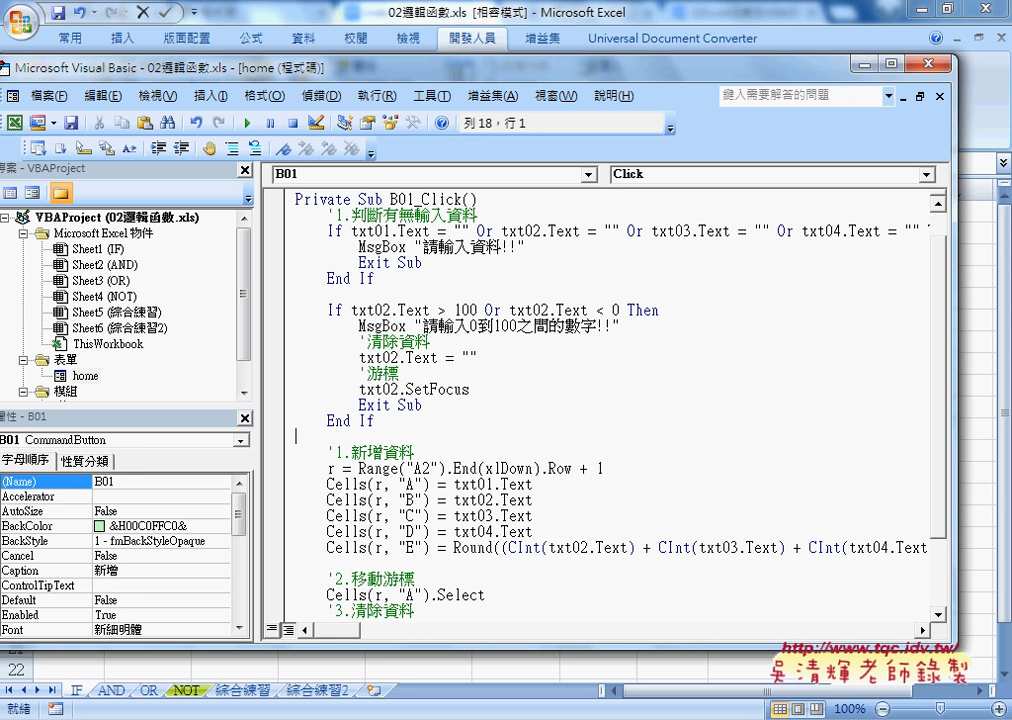 02邏輯函數.xls [相容模式] - Microsoft Excel
常用 插入 版面配置 公式 資料 校閱 檢視 開發人員 增益集 Universal Document Converter
Microsoft Visual Basic - 02邏輯函數.xls - [home (程式碼)]
檔案(F) 編輯(E) 檢視(V) 插入(I) 格式(O) 偵錯(D) 執行(R) 工具(T) 增益集(A) 視窗(W) 說明(H) 鍵入需要解答的問題
列 18，行 1
專案 - VBAProject
VBAProject (02邏輯函數.xls)
Microsoft Excel 物件
Sheet1 (IF)
Sheet2 (AND)
Sheet3 (OR)
Sheet4 (NOT)
Sheet5 (綜合練習)
Sheet6 (綜合練習2)
ThisWorkbook
表單
home
模組
屬性 - B01
B01 CommandButton
字母順序 性質分類
(Name) B01
Accelerator
AutoSize False
BackColor &H00C0FFC0&
BackStyle 1 - fmBackStyleOpaque
Cancel False
Caption 新增
ControlTipText
Default False
Enabled True
Font 新細明體
B01 Click
Private Sub B01_Click()
'1.判斷有無輸入資料
If txt01.Text = "" Or txt02.Text = "" Or txt03.Text = "" Or txt04.Text = ""
MsgBox "請輸入資料!!"
Exit Sub
End If
If txt02.Text > 100 Or txt02.Text < 0 Then
MsgBox "請輸入0到100之間的數字!!"
'清除資料
txt02.Text = ""
'游標
txt02.SetFocus
Exit Sub
End If
'1.新增資料
r = Range("A2").End(xlDown).Row + 1
Cells(r, "A") = txt01.Text
Cells(r, "B") = txt02.Text
Cells(r, "C") = txt03.Text
Cells(r, "D") = txt04.Text
Cells(r, "E") = Round((CInt(txt02.Text) + CInt(txt03.Text) + CInt(txt04.Text
'2.移動游標
Cells(r, "A").Select
'3.清除資料
http://www.tqc.idv.tw/
吳清輝老師錄製
22
IF AND OR NOT 綜合練習 綜合練習2
就緒 100%